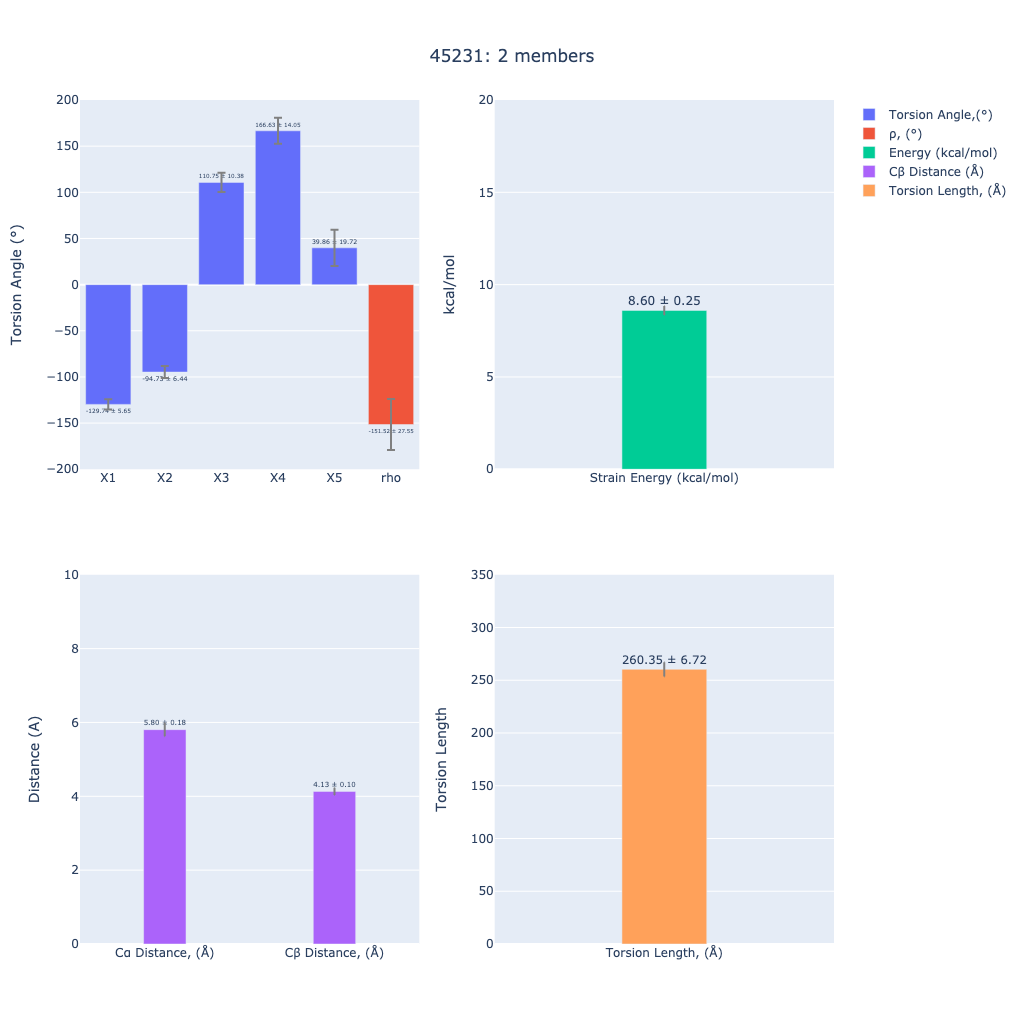 45231: 2 members
Torsion Angle (°)
200
150
100
50
0
−50
−100
−150
−200
166.63 ± 14.05
110.75 ± 10.38
39.86 ± 19.72
-94.73 ± 6.44
± 5.65
-151.52 ± 27.55
X1 X2 X3 X4 X5 rho
kcal/mol
20
15
10
5
0
8.60 ± 0.25
Strain Energy (kcal/mol)
Torsion Angle,(°)
ρ, (°)
Energy (kcal/mol)
Cβ Distance (Å)
Torsion Length, (Å)
Distance (A)
10
8
6
4
2
0
5.80 ± 0.18
4.13 ± 0.10
Cα Distance, (Å) Cβ Distance, (Å)
Torsion Length
350
300
250
200
150
100
50
0
260.35 ± 6.72
Torsion Length, (Å)